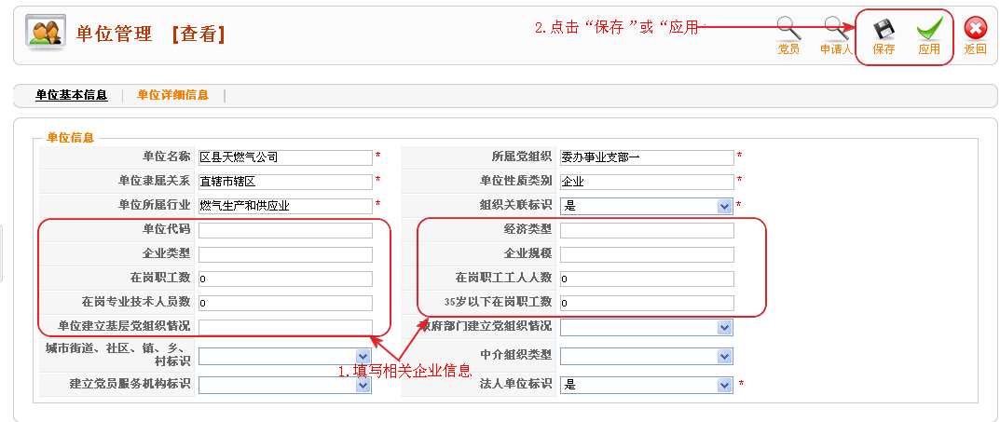 单位管理 [查看]
2.点击“保存”或“应用
党员
申请人
保存
应用
返回
单位基本信息
单位详细信息
单位信息
单位名称 区县天燃气公司 * 所属党组织 委办事业支部一 *
单位隶属关系 直辖市辖区 * 单位性质类别 企业 *
单位所属行业 燃气生产和供应业 * 组织关联标识 是 *
单位代码 经济类型
企业类型 企业规模
在岗职工数 0 在岗职工工人人数 0
在岗专业技术人员数 0 35岁以下在岗职工数 0
单位建立基层党组织情况 政府部门建立党组织情况
城市街道、社区、镇、乡、
村标识
中介组织类型
1.填写相关企业信息
建立党员服务机构标识 法人单位标识 是 *